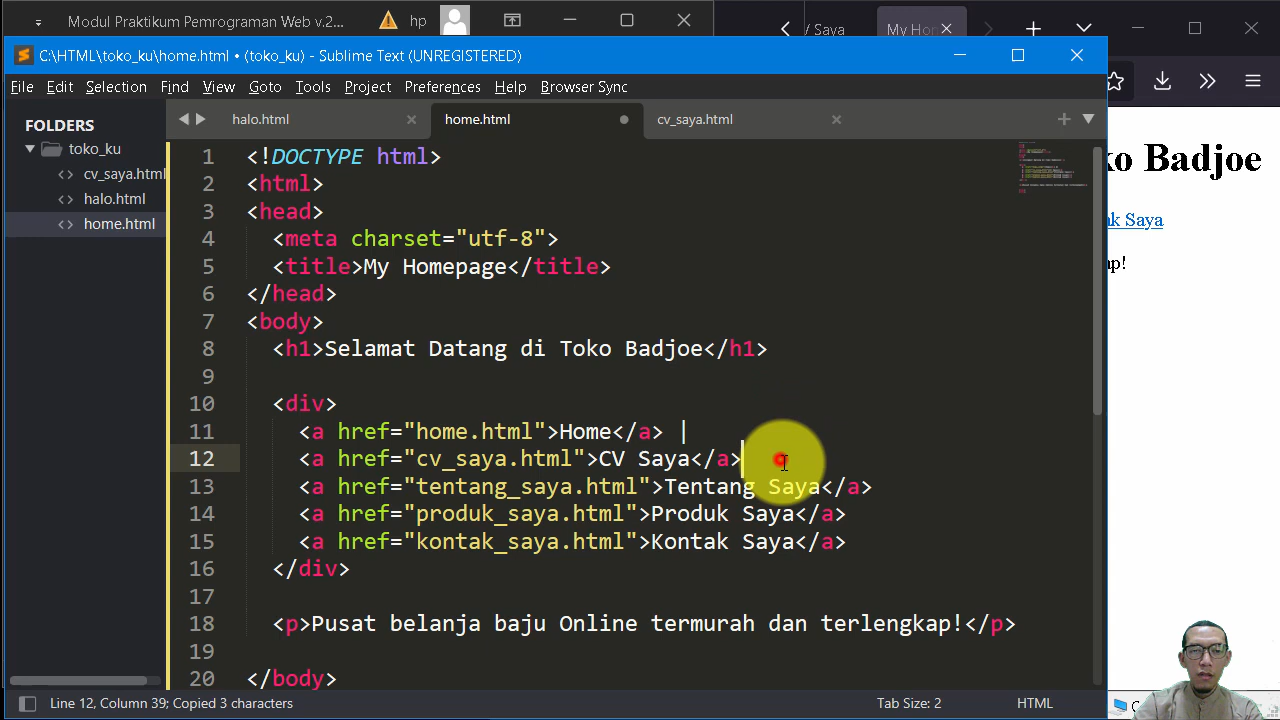 Modul Praktikum Pemrograman Web v.2...
hp
/ Saya
My Hon
C:\HTML\toko_ku\home.html • (toko_ku) - Sublime Text (UNREGISTERED)
File Edit Selection Find View Goto Tools Project Preferences Help Browser Sync
FOLDERS
toko_ku
cv_saya.html
halo.html
home.html
halo.html
home.html
cv_saya.html
1 <!DOCTYPE html>
2 <html>
3 <head>
4 <meta charset="utf-8">
5 <title>My Homepage</title>
6 </head>
7 <body>
8 <h1>Selamat Datang di Toko Badjoe</h1>
9
10 <div>
11 <a href="home.html">Home</a> |
12 <a href="cv_saya.html">CV Saya</a>
13 <a href="tentang_saya.html">Tentang Saya</a>
14 <a href="produk_saya.html">Produk Saya</a>
15 <a href="kontak_saya.html">Kontak Saya</a>
16 </div>
17
18 <p>Pusat belanja baju Online termurah dan terlengkap!</p>
19
20 </body>
ko Badjoe
ak Saya
ap!
Line 12, Column 39; Copied 3 characters
Tab Size: 2
HTML